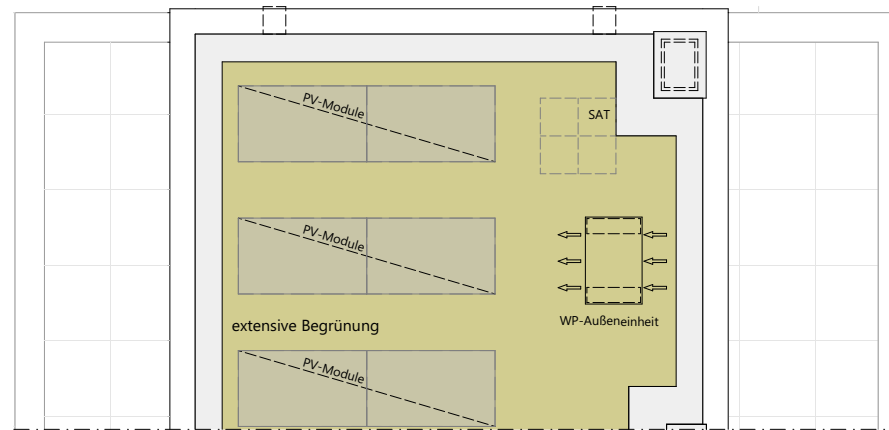 PV-Module
SAT
PV-Module
WP-Außeneinheit
extensive Begrünung
PV-Module